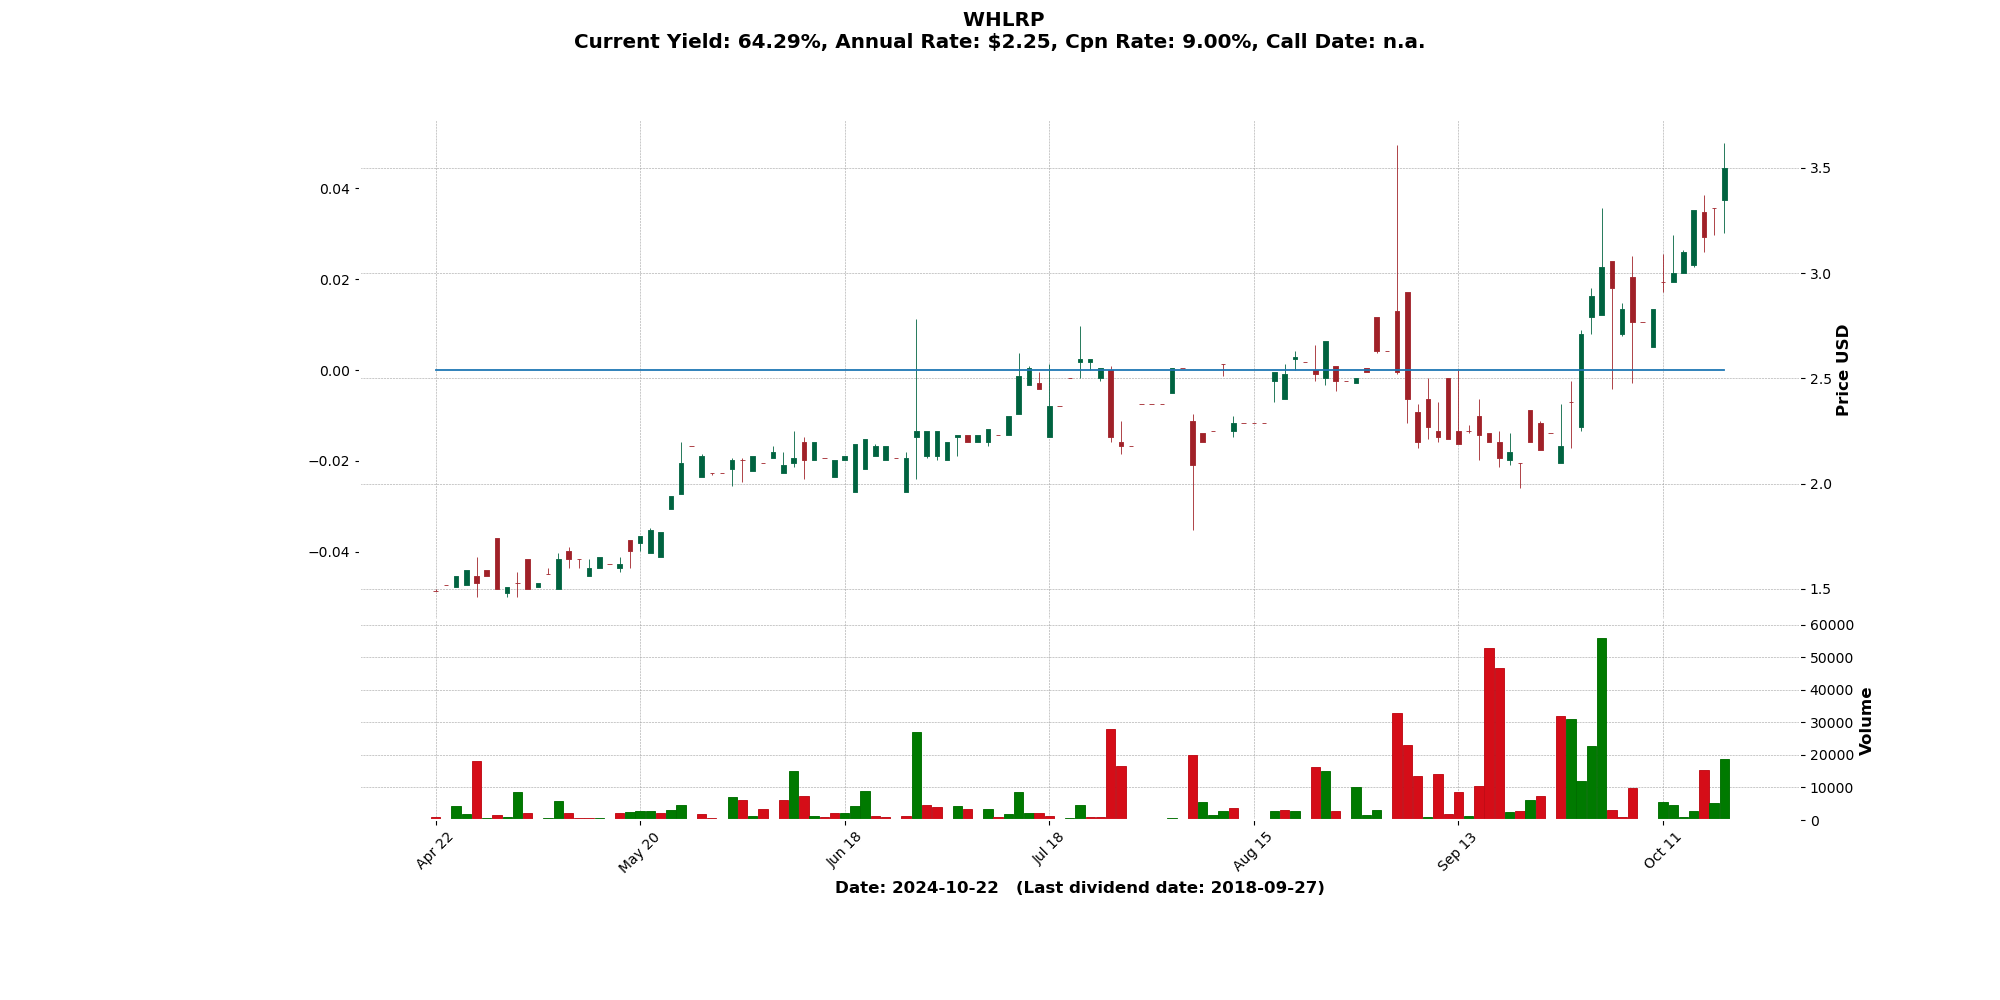 WHLRP
Current Yield: 64.29%, Annual Rate: $2.25, Cpn Rate: 9.00%, Call Date: n.a.
0.04
0.02
0.00
−0.02
−0.04
3.5
3.0
2.5
2.0
1.5
Price USD
60000
50000
40000
30000
20000
10000
0
Volume
Apr 22
May 20
Jun 18
Jul 18
Aug 15
Sep 13
Oct 11
Date: 2024-10-22   (Last dividend date: 2018-09-27)